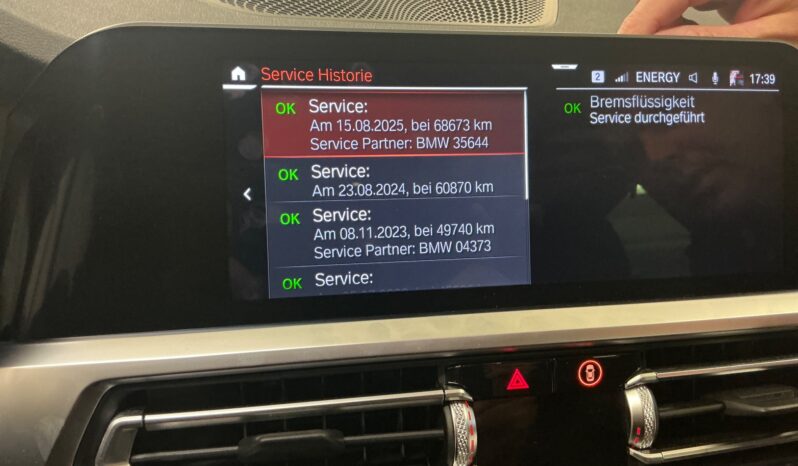 Service Historie
2 ENERGY 17:39
OK Service:
Am 15.08.2025, bei 68673 km
Service Partner: BMW 35644
OK Service:
Am 23.08.2024, bei 60870 km
OK Service:
Am 08.11.2023, bei 49740 km
Service Partner: BMW 04373
OK Service:
OK Bremsflüssigkeit
Service durchgeführt